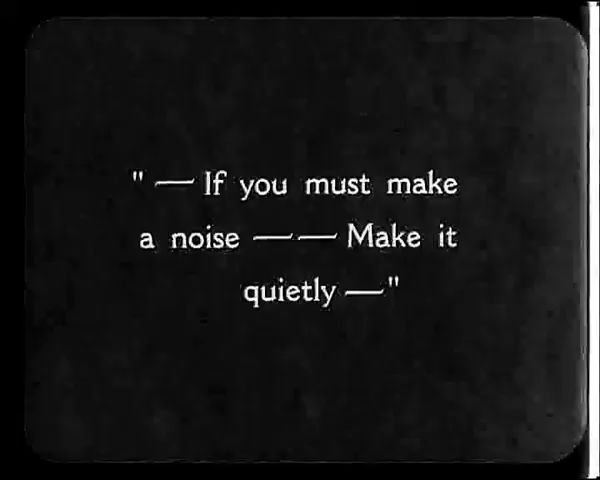 " — If you must make
a noise — — Make it
quietly —"